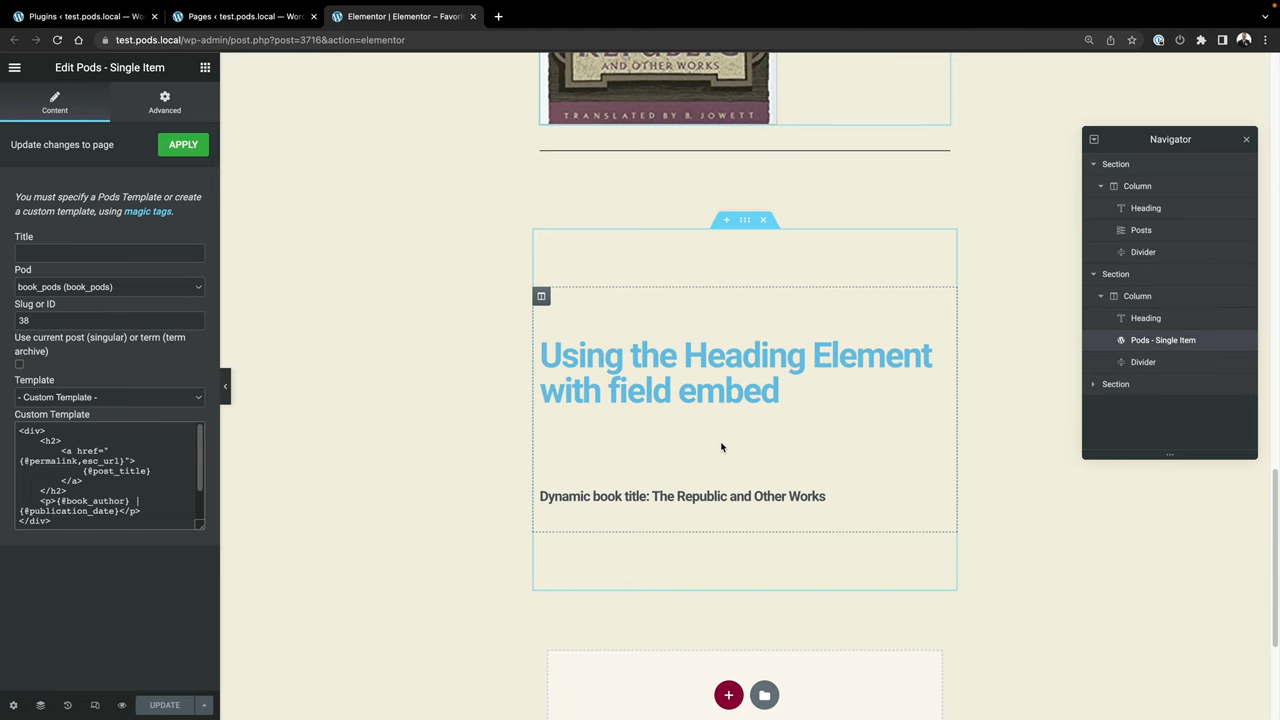 Plugins ‹ test.pods.local — Wor
Pages ‹ test.pods.local — Word
Elementor | Elementor – Favori
test.pods.local/wp-admin/post.php?post=3716&action=elementor
Edit Pods - Single Item
Content
Advanced
Update changes to page
APPLY
You must specify a Pods Template or create
a custom template, using magic tags.
Title
Pod
book_pods (book_pods)
Slug or ID
38
Use current post (singular) or term (term
archive)
Template
- Custom Template -
Custom Template
<div>
<h2>
<a href="
{@permalink,esc_url}">
{@post_title}
</a>
</h2>
<p>{@book_author} |
{@publication_date}</p>
</div>
UPDATE
AND OTHER WORKS
TRANSLATED BY B. JOWETT
Using the Heading Element
with field embed
Dynamic book title: The Republic and Other Works
Navigator
Section
Column
Heading
Posts
Divider
Section
Column
Heading
Pods - Single Item
Divider
Section